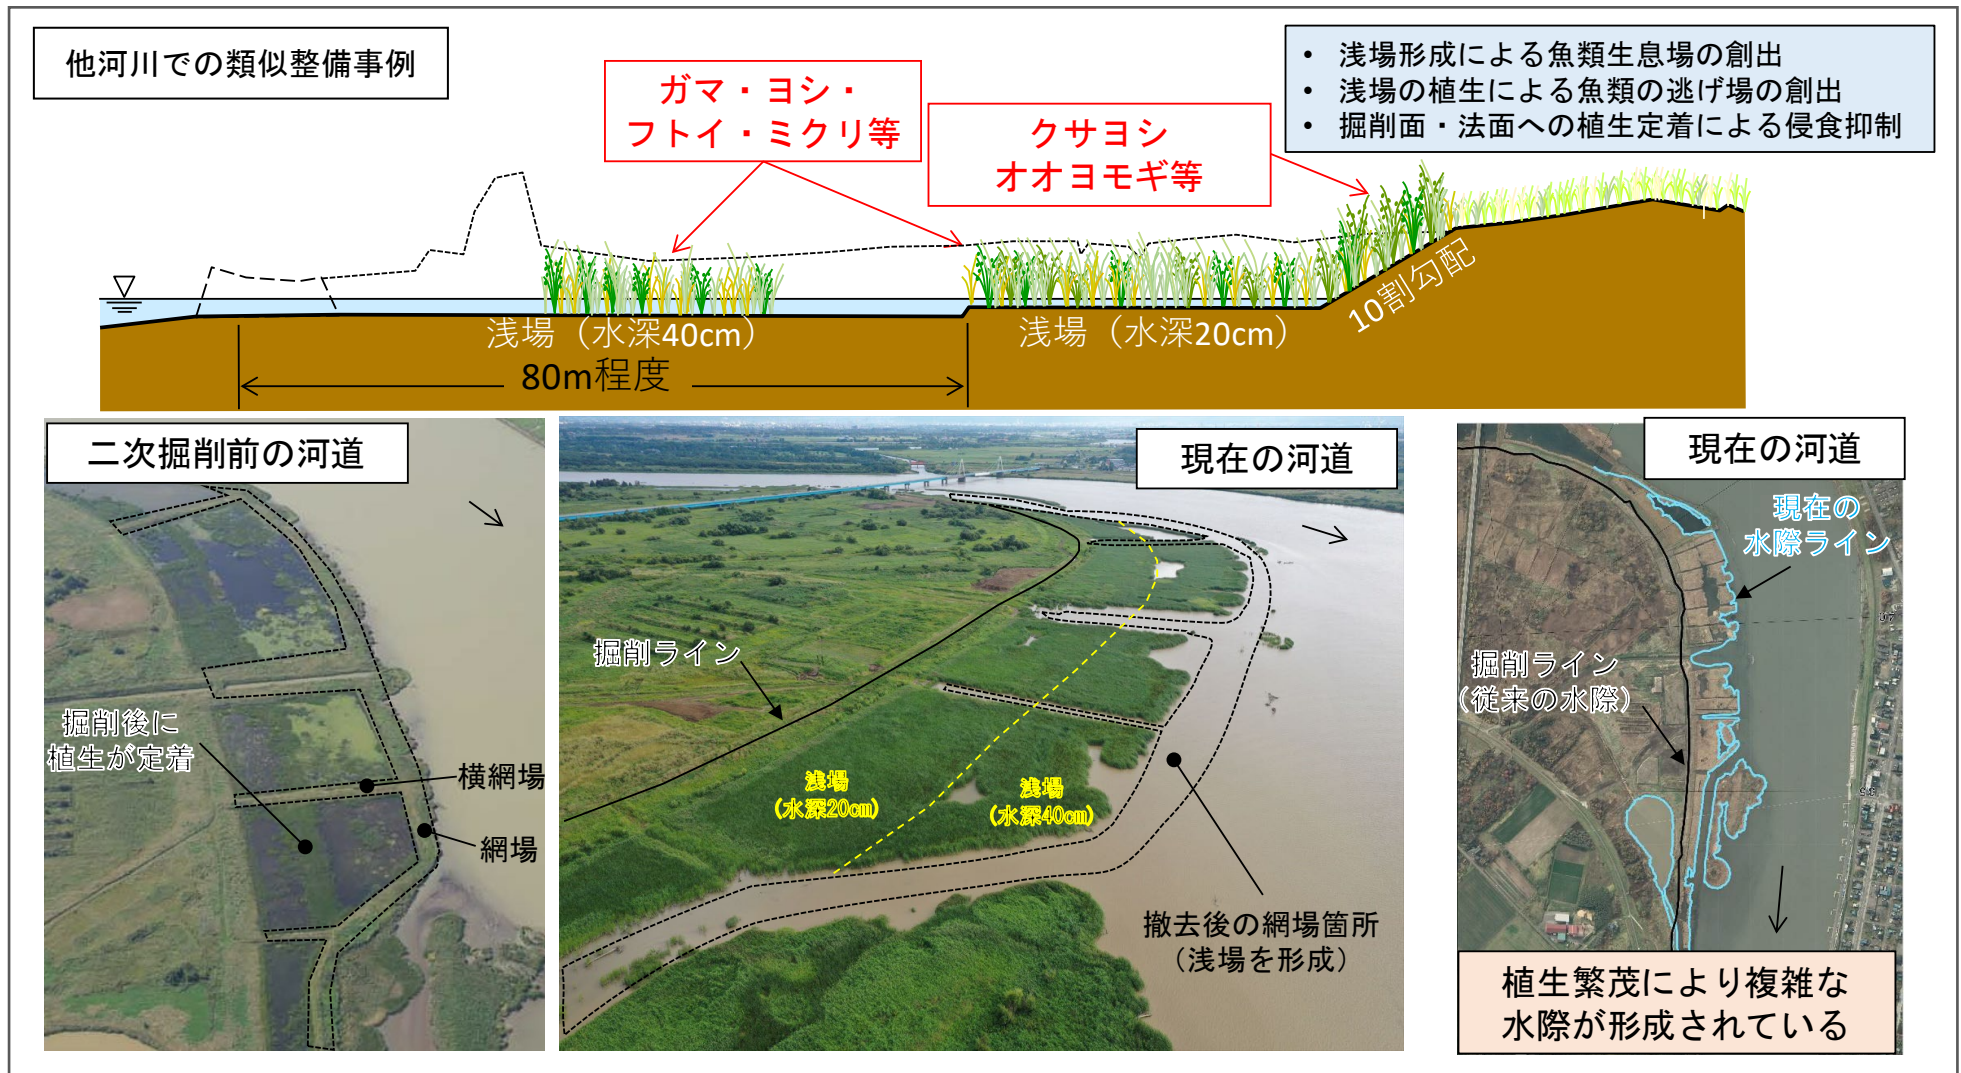 他河川での類似整備事例
ガマ・ヨシ・
フトイ・ミクリ等
クサヨシ
オオヨモギ等
• 浅場形成による魚類生息場の創出
• 浅場の植生による魚類の逃げ場の創出
• 掘削面・法面への植生定着による侵食抑制
浅場（水深40cm）
浅場（水深20cm）
10割勾配
80m程度
二次掘削前の河道
掘削後に
植生が定着
横網場
網場
現在の河道
掘削ライン
浅場
(水深20cm)
浅場
(水深40cm)
撤去後の網場箇所
（浅場を形成）
現在の河道
現在の
水際ライン
掘削ライン
（従来の水際）
植生繁茂により複雑な
水際が形成されている